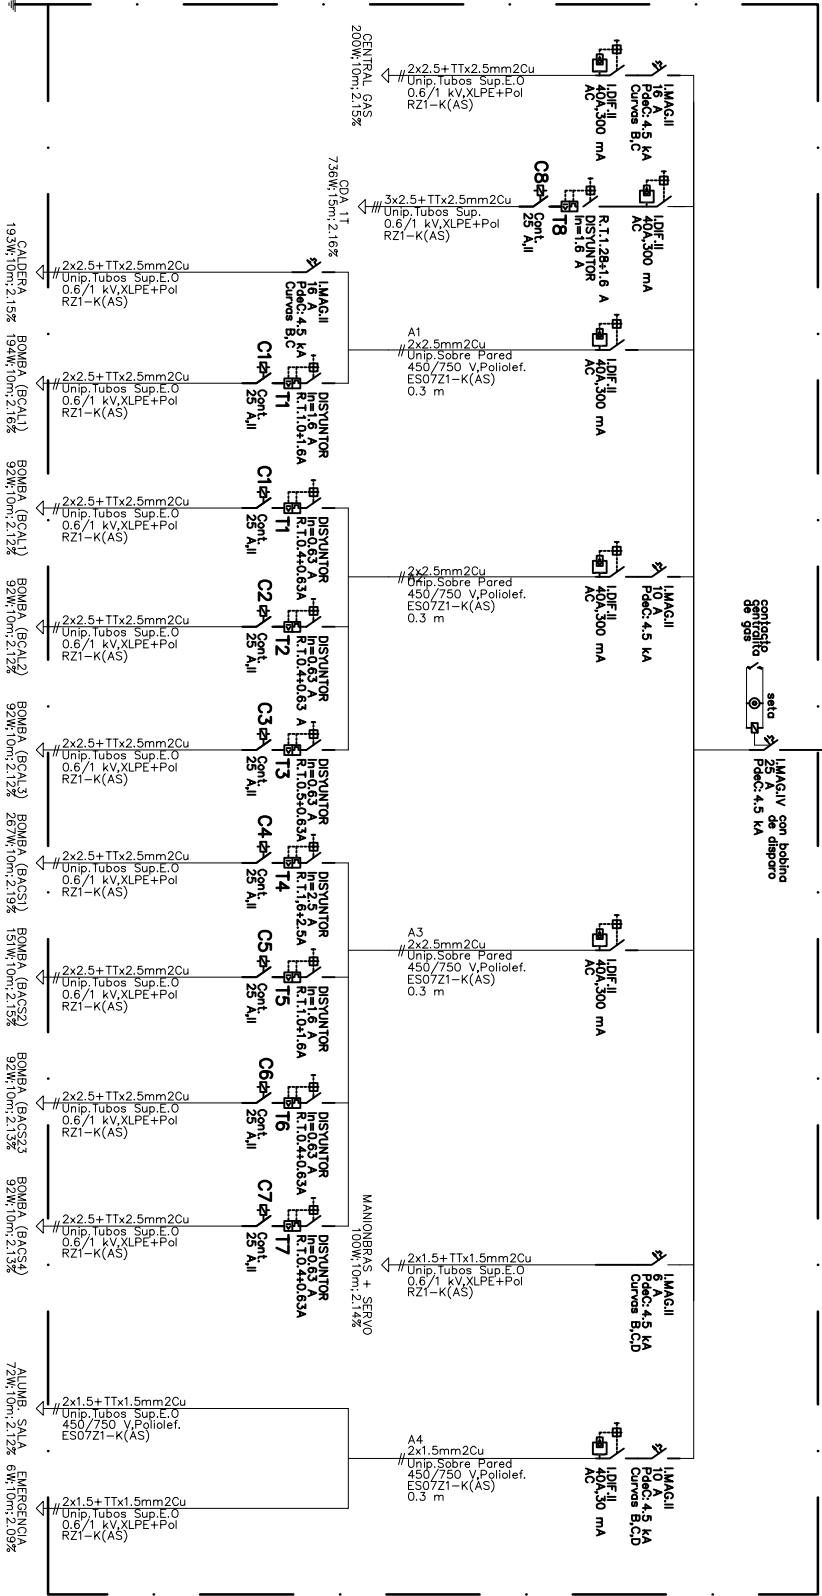 contacto
centralita
de gas
seta
I.MAG.IV con bobina
25 A de disparo
PdeC: 4.5 kA
I.MAG.II
16 A
PdeC: 4.5 kA
Curvas B,C
I.DIF.II
40A,300 mA
AC
2x2.5+TTx2.5mm2Cu
Unip.Tubos Sup.E.O
0.6/1 kV,XLPE+Pol
RZ1-K(AS)
CENTRAL GAS
200W;10m;2.15%
I.DIF.II
40A,300 mA
AC
R.T.1.28÷1.6 A
DISYUNTOR
In=1.6 A
T8
C8
Cont.
25 A,II
3x2.5+TTx2.5mm2Cu
Unip.Tubos Sup.
0.6/1 kV,XLPE+Pol
RZ1-K(AS)
CDA 1T
736W;15m;2.16%
I.DIF.II
40A,300 mA
AC
A1
2x2.5mm2Cu
Unip.Sobre Pared
450/750 V,Poliolef.
ES07Z1-K(AS)
0.3 m
I.MAG.II
16 A
PdeC: 4.5 kA
Curvas B,C
2x2.5+TTx2.5mm2Cu
Unip.Tubos Sup.E.O
0.6/1 kV,XLPE+Pol
RZ1-K(AS)
CALDERA
193W;10m;2.15%
DISYUNTOR
In=1.6 A
R.T.1.0÷1.6A
T1
C1
Cont.
25 A,II
2x2.5+TTx2.5mm2Cu
Unip.Tubos Sup.E.O
0.6/1 kV,XLPE+Pol
RZ1-K(AS)
BOMBA (BCAL1)
194W;10m;2.16%
I.MAG.II
10 A
PdeC: 4.5 kA
I.DIF.II
40A,300 mA
AC
2x2.5mm2Cu
Unip.Sobre Pared
450/750 V,Poliolef.
ES07Z1-K(AS)
0.3 m
DISYUNTOR
In=0.63 A
R.T.0.4÷0.63A
T1
C1
Cont.
25 A,II
2x2.5+TTx2.5mm2Cu
Unip.Tubos Sup.E.O
0.6/1 kV,XLPE+Pol
RZ1-K(AS)
BOMBA (BCAL1)
92W;10m;2.12%
DISYUNTOR
In=0.63 A
R.T.0.4÷0.63 A
T2
C2
Cont.
25 A,II
2x2.5+TTx2.5mm2Cu
Unip.Tubos Sup.E.O
0.6/1 kV,XLPE+Pol
RZ1-K(AS)
BOMBA (BCAL2)
92W;10m;2.12%
DISYUNTOR
In=0.63 A
R.T.0.5÷0.63A
T3
C3
Cont.
25 A,II
2x2.5+TTx2.5mm2Cu
Unip.Tubos Sup.E.O
0.6/1 kV,XLPE+Pol
RZ1-K(AS)
BOMBA (BCAL3)
92W;10m;2.12%
I.DIF.II
40A,300 mA
AC
A3
2x2.5mm2Cu
Unip.Sobre Pared
450/750 V,Poliolef.
ES07Z1-K(AS)
0.3 m
DISYUNTOR
In=2.5 A
R.T.1,6÷2.5A
T4
C4
Cont.
25 A,II
2x2.5+TTx2.5mm2Cu
Unip.Tubos Sup.E.O
0.6/1 kV,XLPE+Pol
RZ1-K(AS)
BOMBA (BACS1)
267W;10m;2.19%
DISYUNTOR
In=1.6 A
R.T.1.0÷1.6A
T5
C5
Cont.
25 A,II
2x2.5+TTx2.5mm2Cu
Unip.Tubos Sup.E.O
0.6/1 kV,XLPE+Pol
RZ1-K(AS)
BOMBA (BACS2)
151W;10m;2.15%
DISYUNTOR
In=0.63 A
R.T.0.4÷0.63A
T6
C6
Cont.
25 A,II
2x2.5+TTx2.5mm2Cu
Unip.Tubos Sup.E.O
0.6/1 kV,XLPE+Pol
RZ1-K(AS)
BOMBA (BACS23
92W;10m;2.13%
DISYUNTOR
In=0.63 A
R.T.0.4÷0.63A
T7
C7
Cont.
25 A,II
2x2.5+TTx2.5mm2Cu
Unip.Tubos Sup.E.O
0.6/1 kV,XLPE+Pol
RZ1-K(AS)
BOMBA (BACS4)
92W;10m;2.13%
I.MAG.II
6 A
PdeC: 4.5 kA
Curvas B,C,D
2x1.5+TTx1.5mm2Cu
Unip.Tubos Sup.E.O
0.6/1 kV,XLPE+Pol
RZ1-K(AS)
MANIONBRAS + SERVO
100W;10m;2.14%
I.MAG.II
10 A
PdeC: 4.5 kA
Curvas B,C,D
I.DIF.II
40A,30 mA
AC
A4
2x1.5mm2Cu
Unip.Sobre Pared
450/750 V,Poliolef.
ES07Z1-K(AS)
0.3 m
2x1.5+TTx1.5mm2Cu
Unip.Tubos Sup.E.O
450/750 V,Poliolef.
ES07Z1-K(AS)
ALUMB. SALA
72W;10m;2.12%
2x1.5+TTx1.5mm2Cu
Unip.Tubos Sup.E.O
0.6/1 kV,XLPE+Pol
RZ1-K(AS)
EMERGENCIA
6W;10m;2.09%